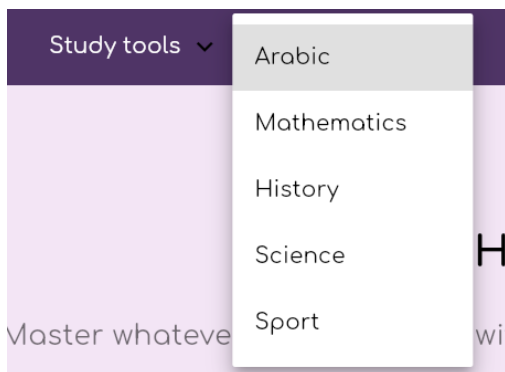 Study tools
Arabic
Mathematics
History
Science
Sport
H
Master whateve
wi